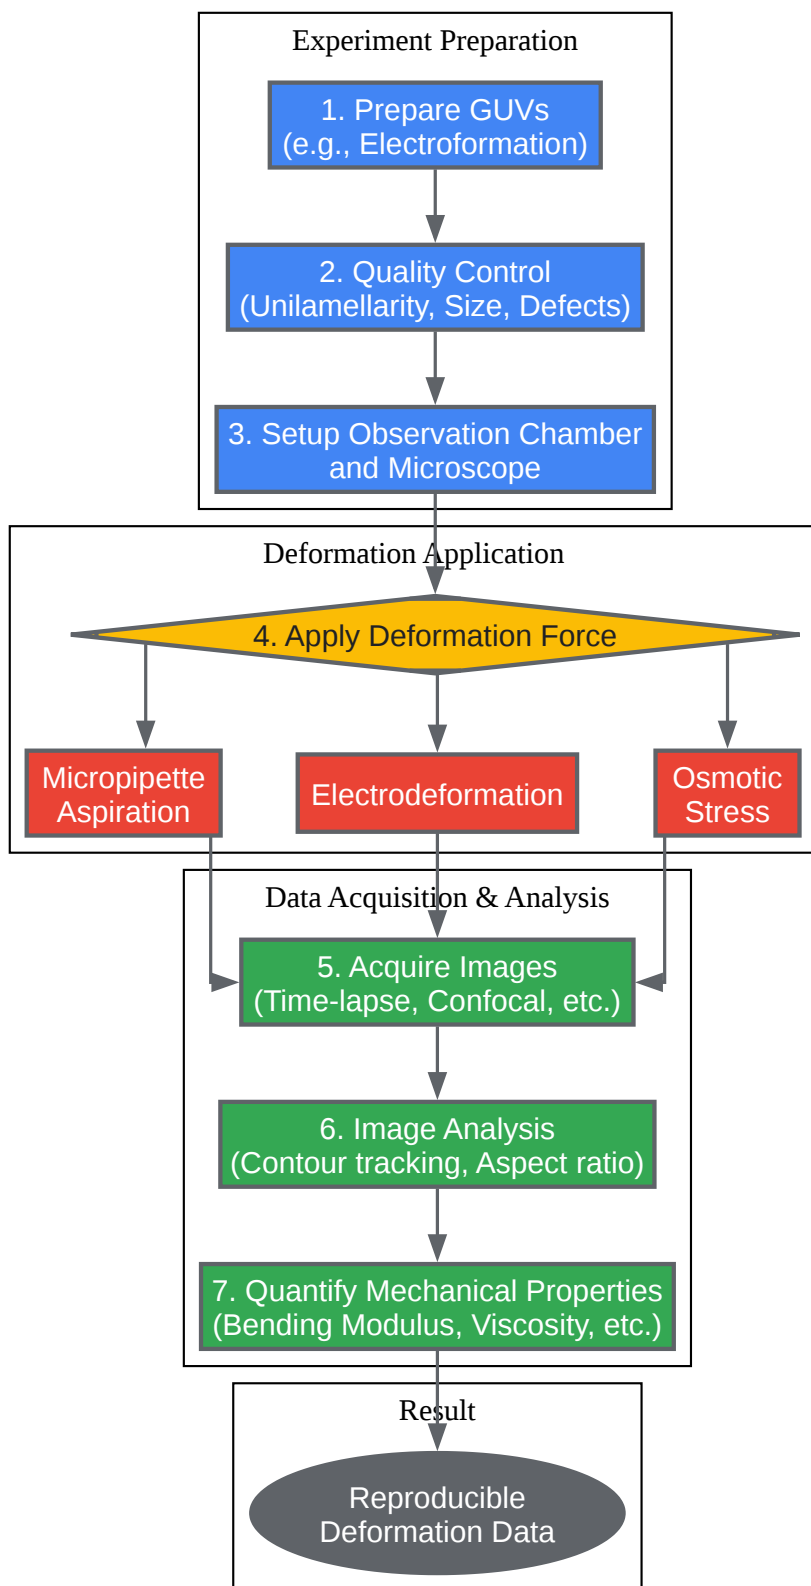 Experiment Preparation
1. Prepare GUVs
(e.g., Electroformation)
2. Quality Control
(Unilamellarity, Size, Defects)
3. Setup Observation Chamber
and Microscope
Deformation Application
4. Apply Deformation Force
Micropipette
Aspiration
Electrodeformation
Osmotic
Stress
Data Acquisition & Analysis
5. Acquire Images
(Time-lapse, Confocal, etc.)
6. Image Analysis
(Contour tracking, Aspect ratio)
7. Quantify Mechanical Properties
(Bending Modulus, Viscosity, etc.)
Result
Reproducible
Deformation Data